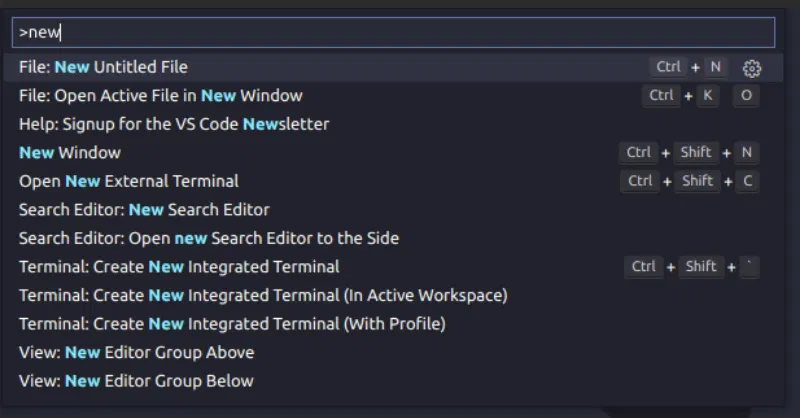 >new
File: New Untitled File Ctrl + N
File: Open Active File in New Window Ctrl + K O
Help: Signup for the VS Code Newsletter
New Window Ctrl + Shift + N
Open New External Terminal Ctrl + Shift + C
Search Editor: New Search Editor
Search Editor: Open new Search Editor to the Side
Terminal: Create New Integrated Terminal Ctrl + Shift + `
Terminal: Create New Integrated Terminal (In Active Workspace)
Terminal: Create New Integrated Terminal (With Profile)
View: New Editor Group Above
View: New Editor Group Below